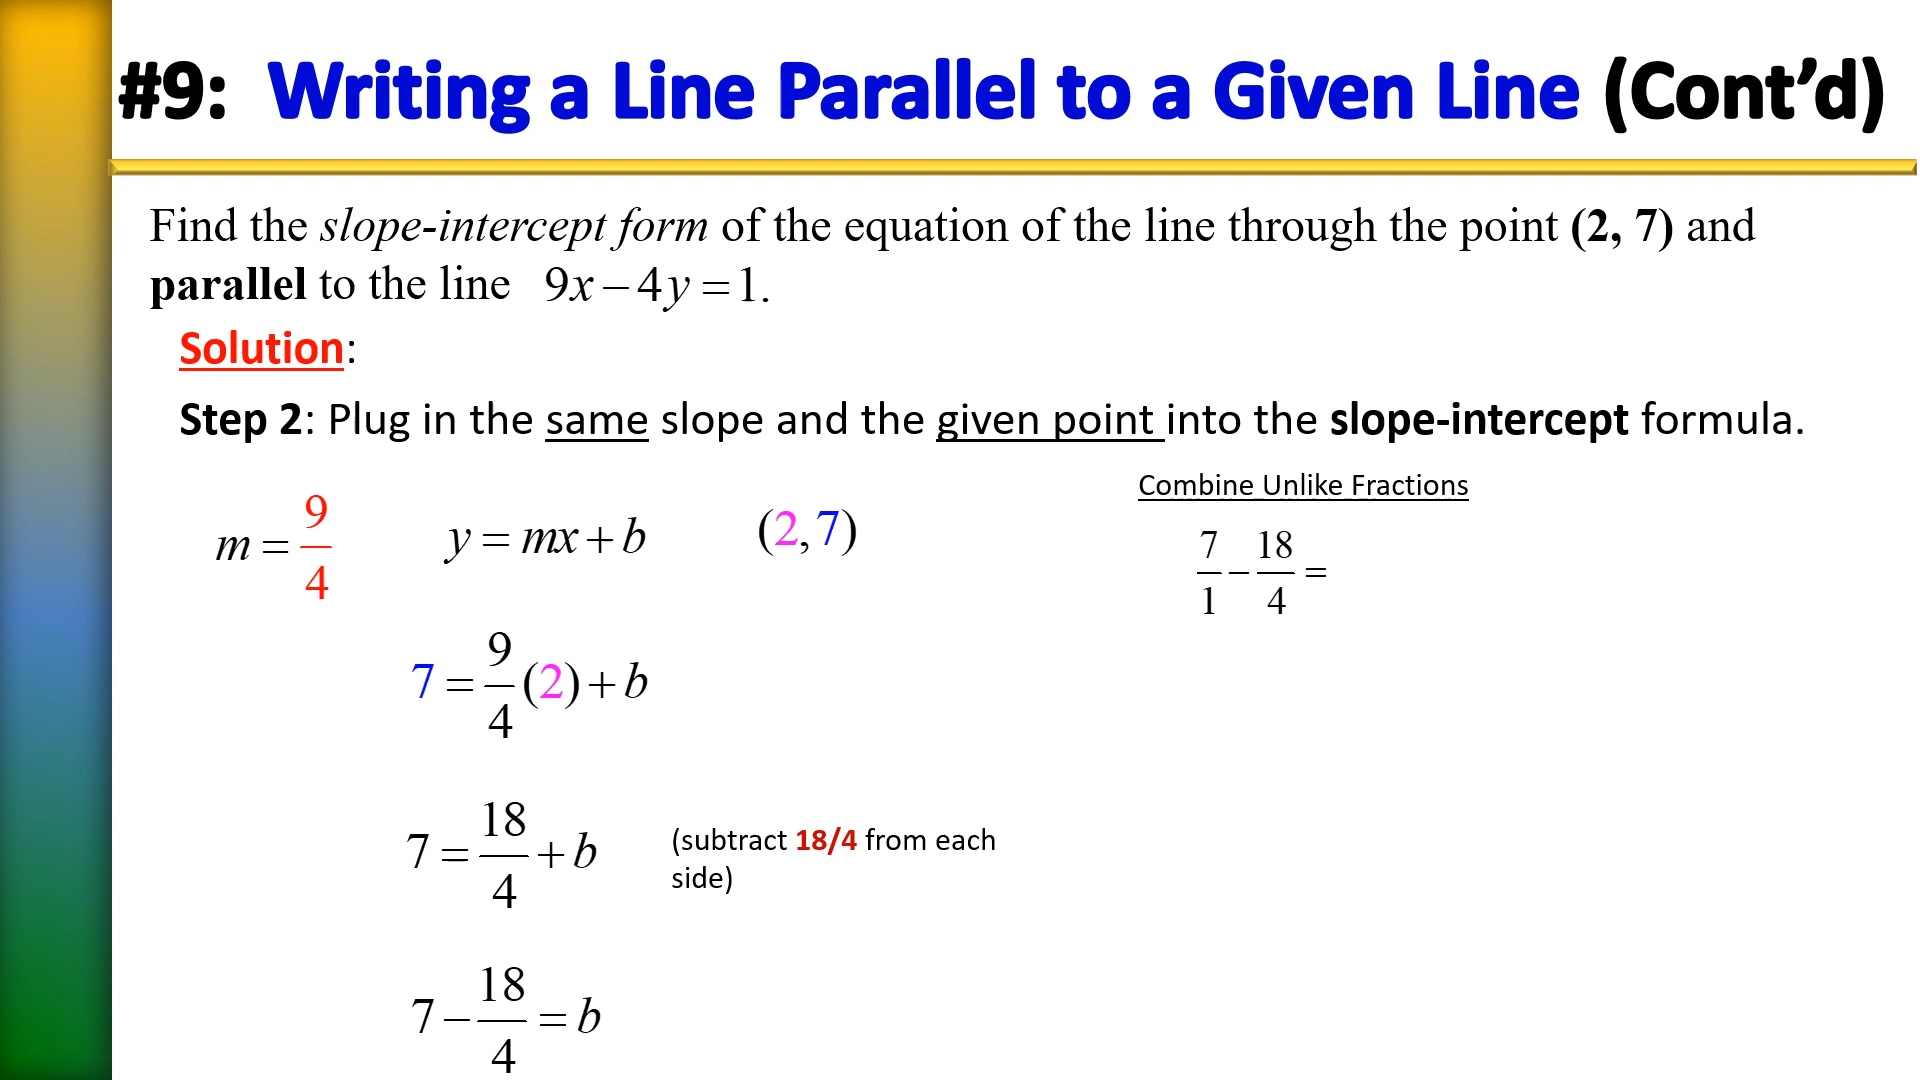 #9: Writing a Line Parallel to a Given Line (Cont’d)
Find the slope-intercept form of the equation of the line through the point (2, 7) and
parallel to the line 9x − 4y = 1.
Solution:
Step 2: Plug in the same slope and the given point into the slope-intercept formula.
Combine Unlike Fractions
m = 9/4
y = mx + b
(2, 7)
7/1 − 18/4 =
7 = 9/4 (2) + b
7 = 18/4 + b
(subtract 18/4 from each
side)
7 − 18/4 = b